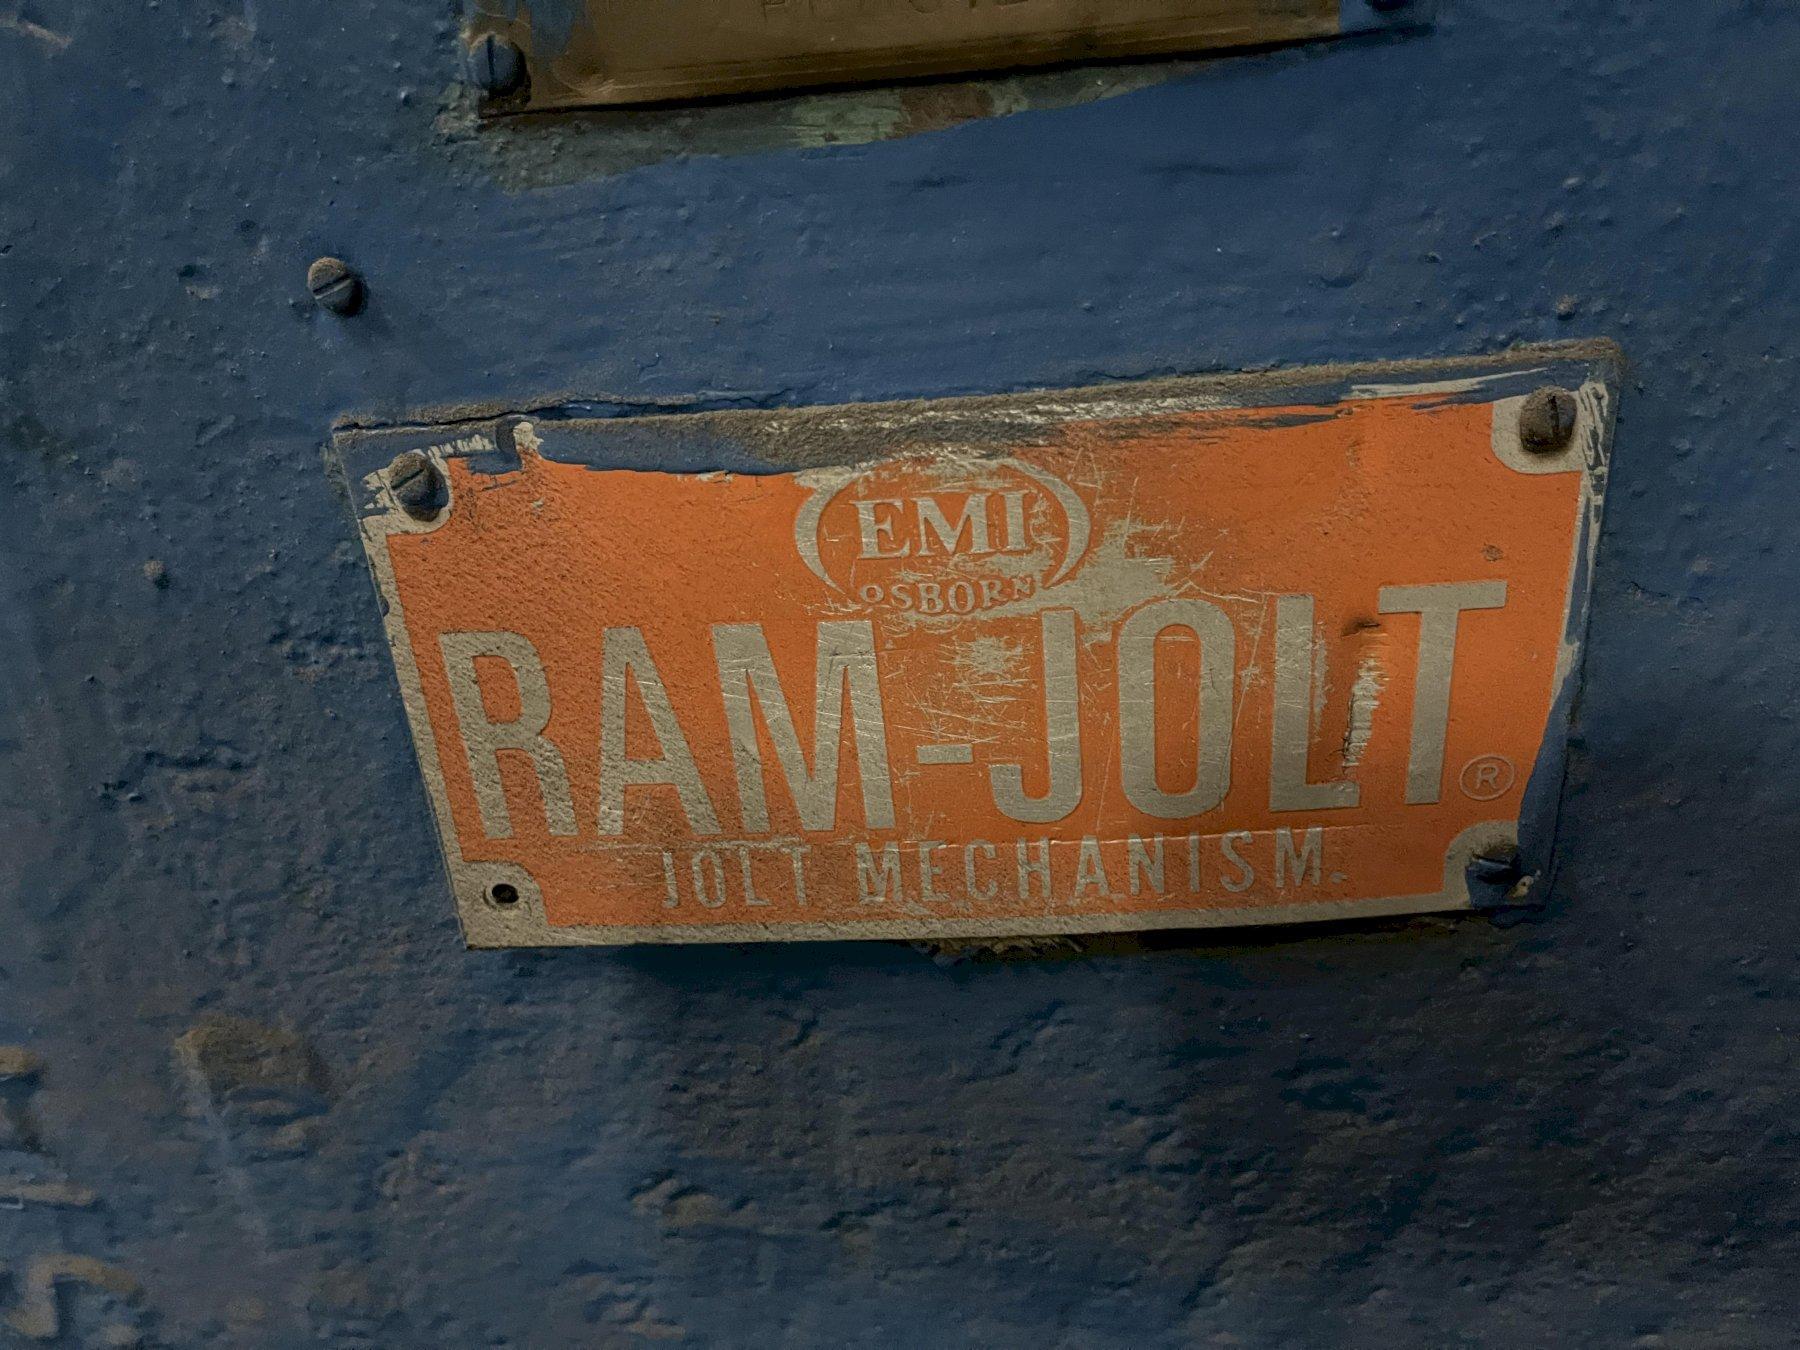 EMI
OSBORN
RAM-JOLT ®
JOLT MECHANISM.